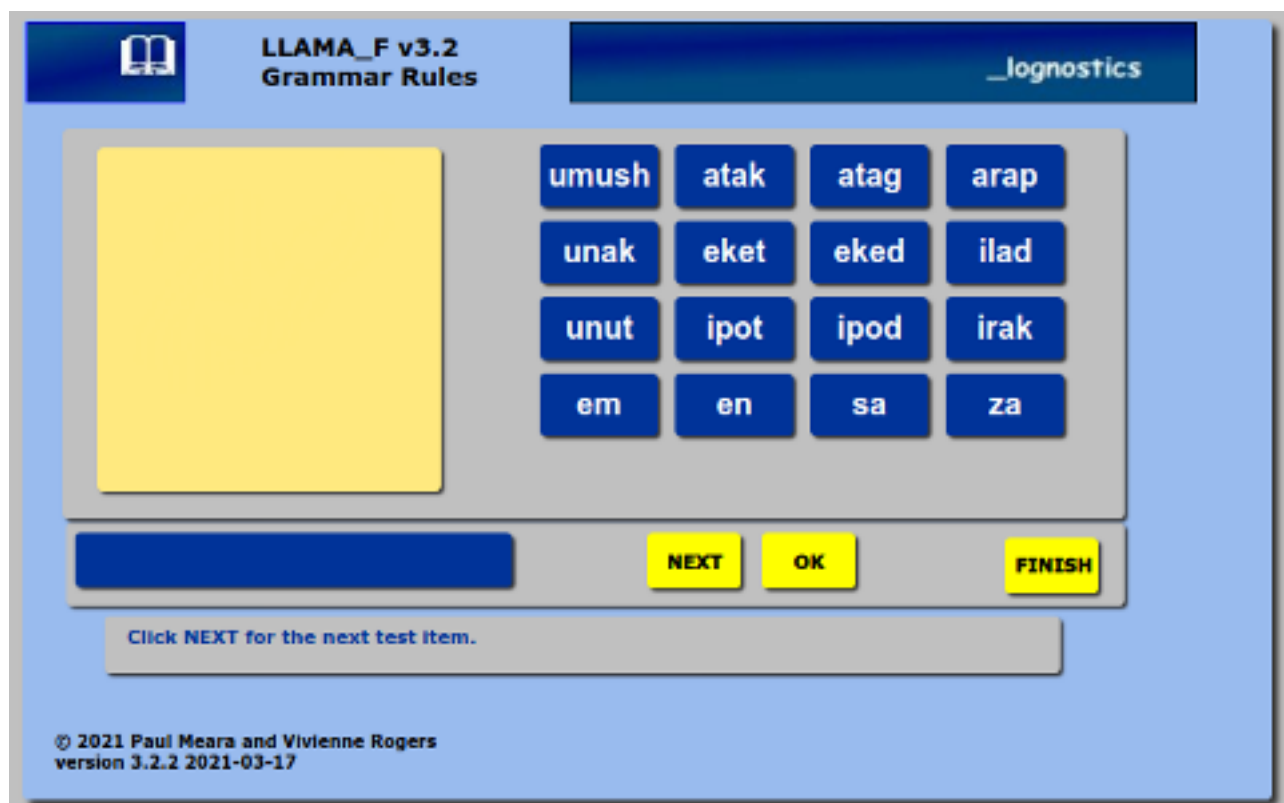 LLAMA_F v3.2
Grammar Rules
_lognostics
umush atak atag arap
unak eket eked ilad
unut ipot ipod irak
em en sa za
NEXT OK FINISH
Click NEXT for the next test item.
© 2021 Paul Meara and Vivienne Rogers
version 3.2.2 2021-03-17